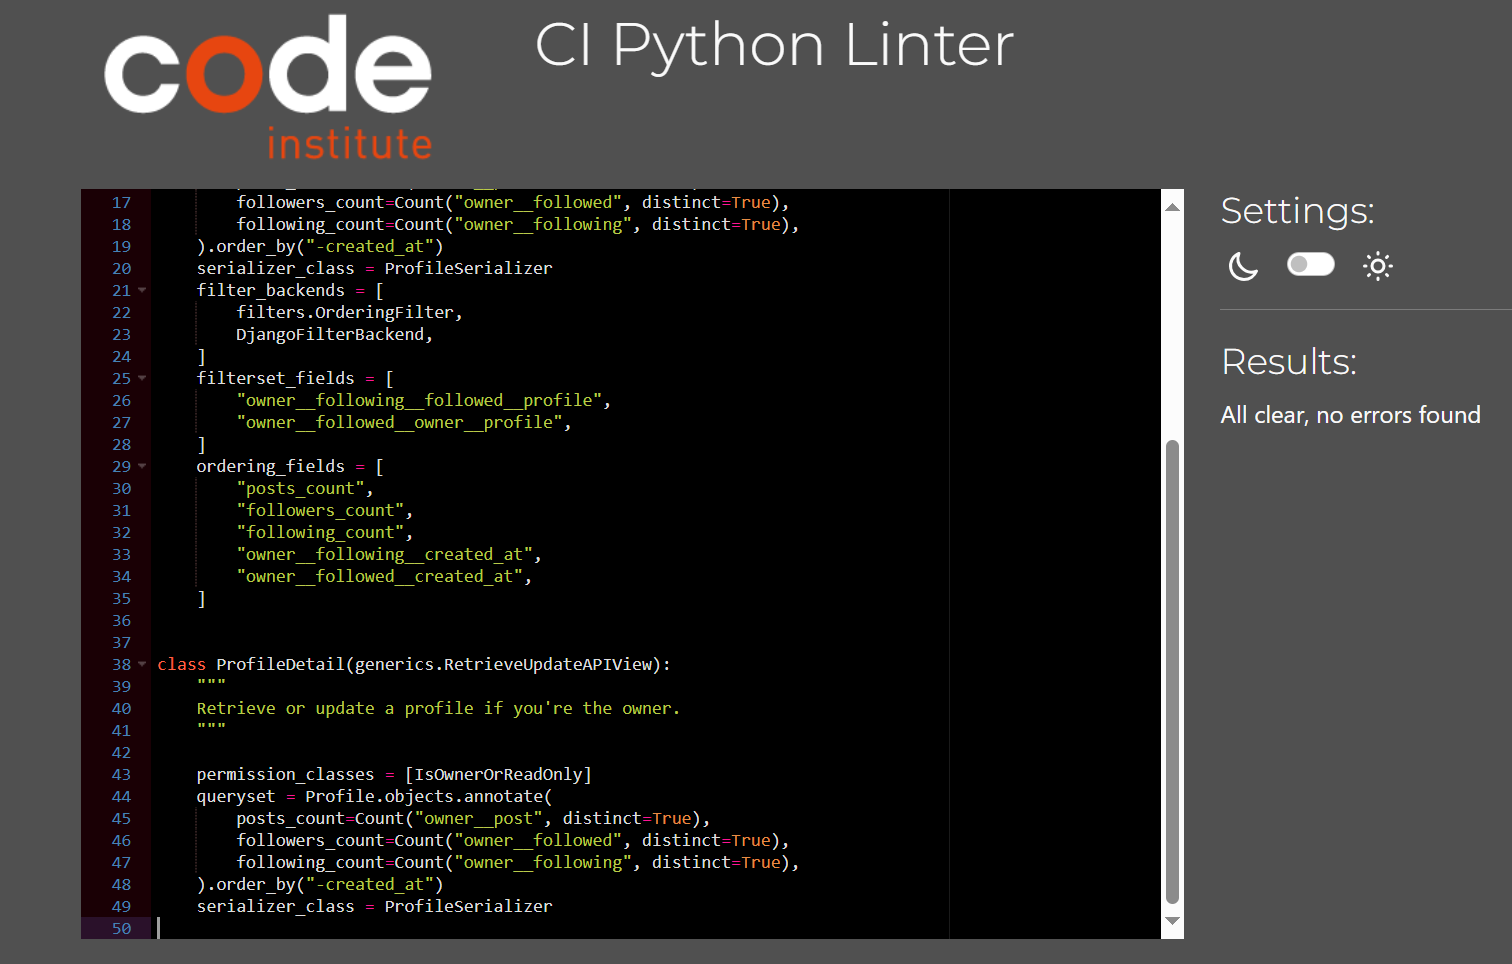 code
institute
CI Python Linter
17 followers_count=Count("owner__followed", distinct=True),
18 following_count=Count("owner__following", distinct=True),
19 ).order_by("-created_at")
20 serializer_class = ProfileSerializer
21 filter_backends = [
22 filters.OrderingFilter,
23 DjangoFilterBackend,
24 ]
25 filterset_fields = [
26 "owner__following__followed__profile",
27 "owner__followed__owner__profile",
28 ]
29 ordering_fields = [
30 "posts_count",
31 "followers_count",
32 "following_count",
33 "owner__following__created_at",
34 "owner__followed__created_at",
35 ]
36
37
38 class ProfileDetail(generics.RetrieveUpdateAPIView):
39 """
40 Retrieve or update a profile if you're the owner.
41 """
42
43 permission_classes = [IsOwnerOrReadOnly]
44 queryset = Profile.objects.annotate(
45 posts_count=Count("owner__post", distinct=True),
46 followers_count=Count("owner__followed", distinct=True),
47 following_count=Count("owner__following", distinct=True),
48 ).order_by("-created_at")
49 serializer_class = ProfileSerializer
50
Settings:
Results:
All clear, no errors found